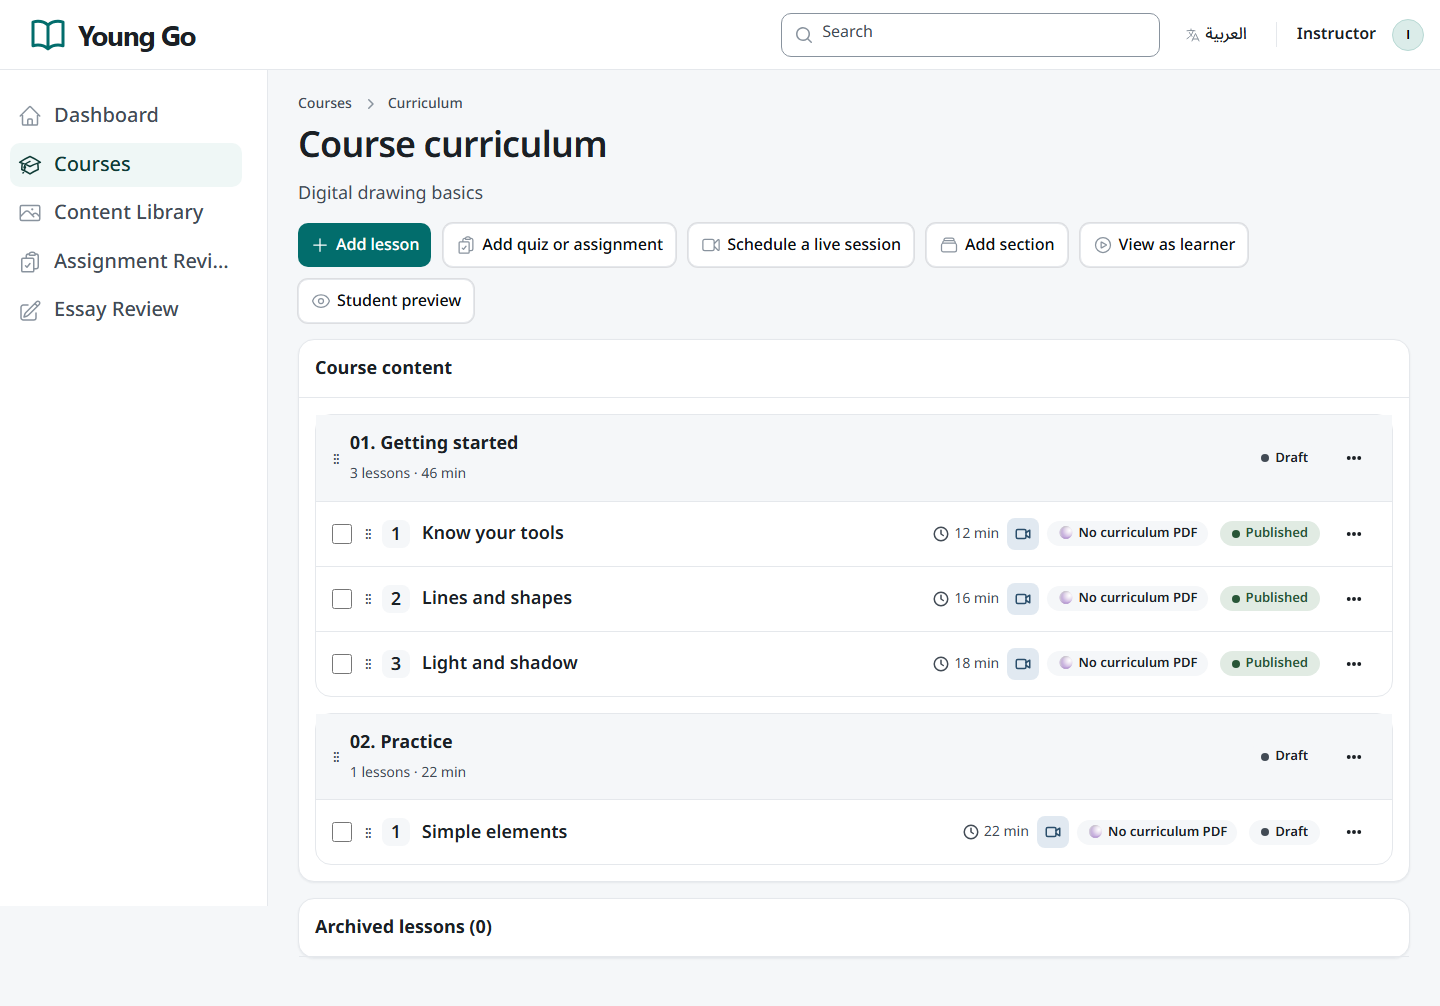 Young Go
Search
العربية
Instructor
I
Dashboard
Courses
Content Library
Assignment Revi...
Essay Review
Courses > Curriculum
Course curriculum
Digital drawing basics
Add lesson
Add quiz or assignment
Schedule a live session
Add section
View as learner
Student preview
Course content
01. Getting started
3 lessons · 46 min
Draft
1 Know your tools 12 min No curriculum PDF Published
2 Lines and shapes 16 min No curriculum PDF Published
3 Light and shadow 18 min No curriculum PDF Published
02. Practice
1 lessons · 22 min
Draft
1 Simple elements 22 min No curriculum PDF Draft
Archived lessons (0)